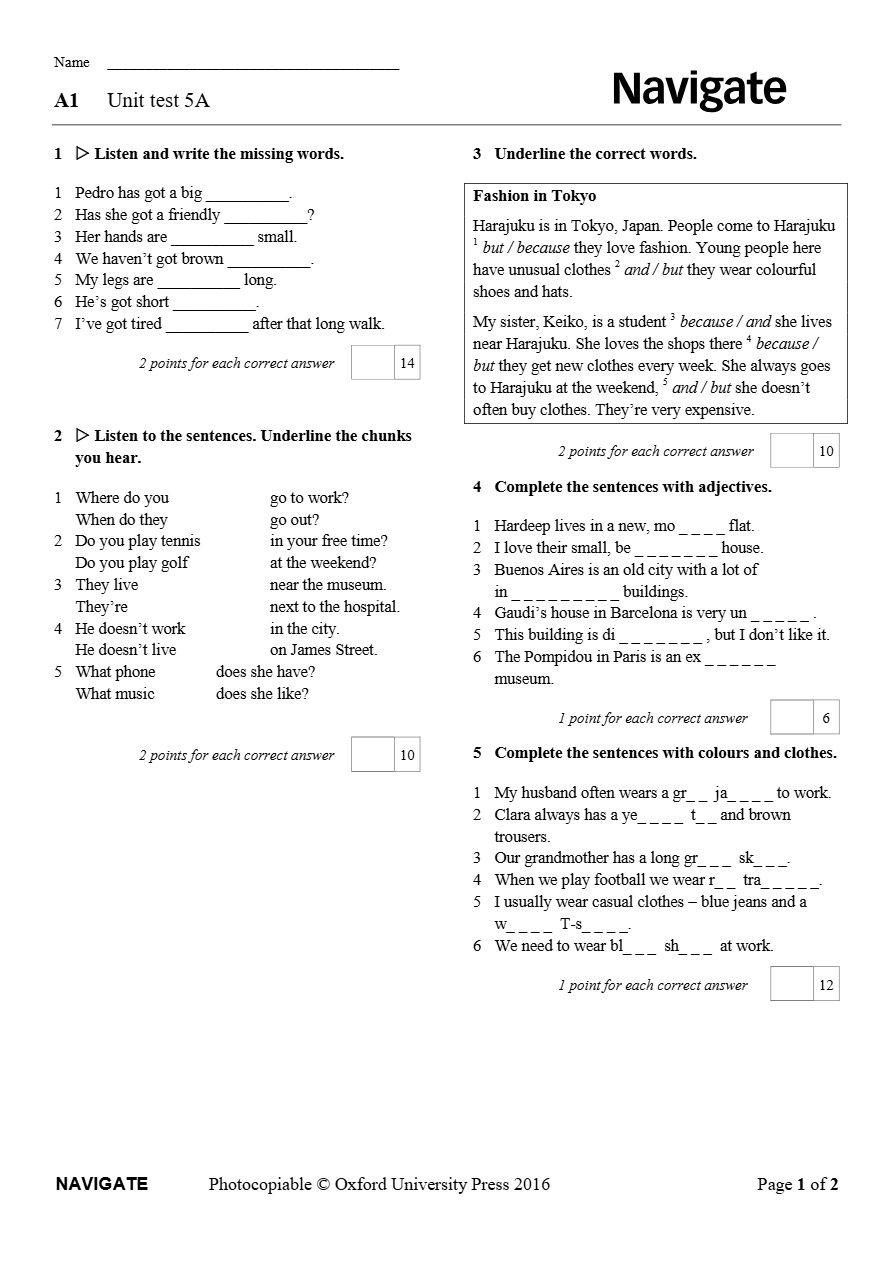 Name ____________________________________
A1 Unit test 5A
Navigate
1 ▷ Listen and write the missing words.
1 Pedro has got a big __________.
2 Has she got a friendly __________?
3 Her hands are __________ small.
4 We haven’t got brown __________.
5 My legs are __________ long.
6 He’s got short __________.
7 I’ve got tired __________ after that long walk.
2 points for each correct answer 14
2 ▷ Listen to the sentences. Underline the chunks
you hear.
1 Where do you go to work?
When do they go out?
2 Do you play tennis in your free time?
Do you play golf at the weekend?
3 They live near the museum.
They’re next to the hospital.
4 He doesn’t work in the city.
He doesn’t live on James Street.
5 What phone does she have?
What music does she like?
2 points for each correct answer 10
3 Underline the correct words.
Fashion in Tokyo
Harajuku is in Tokyo, Japan. People come to Harajuku
1 but / because they love fashion. Young people here
have unusual clothes 2 and / but they wear colourful
shoes and hats.
My sister, Keiko, is a student 3 because / and she lives
near Harajuku. She loves the shops there 4 because /
but they get new clothes every week. She always goes
to Harajuku at the weekend, 5 and / but she doesn’t
often buy clothes. They’re very expensive.
2 points for each correct answer 10
4 Complete the sentences with adjectives.
1 Hardeep lives in a new, mo _ _ _ _ flat.
2 I love their small, be _ _ _ _ _ _ _ house.
3 Buenos Aires is an old city with a lot of
in _ _ _ _ _ _ _ _ _ buildings.
4 Gaudi’s house in Barcelona is very un _ _ _ _ _ .
5 This building is di _ _ _ _ _ _ _ , but I don’t like it.
6 The Pompidou in Paris is an ex _ _ _ _ _ _
museum.
1 point for each correct answer 6
5 Complete the sentences with colours and clothes.
1 My husband often wears a gr_ _ ja_ _ _ _ to work.
2 Clara always has a ye_ _ _ _ t_ _ and brown
trousers.
3 Our grandmother has a long gr_ _ _ sk_ _ _.
4 When we play football we wear r_ _ tra_ _ _ _ _.
5 I usually wear casual clothes – blue jeans and a
w_ _ _ _ T-s_ _ _ _.
6 We need to wear bl_ _ _ sh_ _ _ at work.
1 point for each correct answer 12
NAVIGATE Photocopiable © Oxford University Press 2016 Page 1 of 2